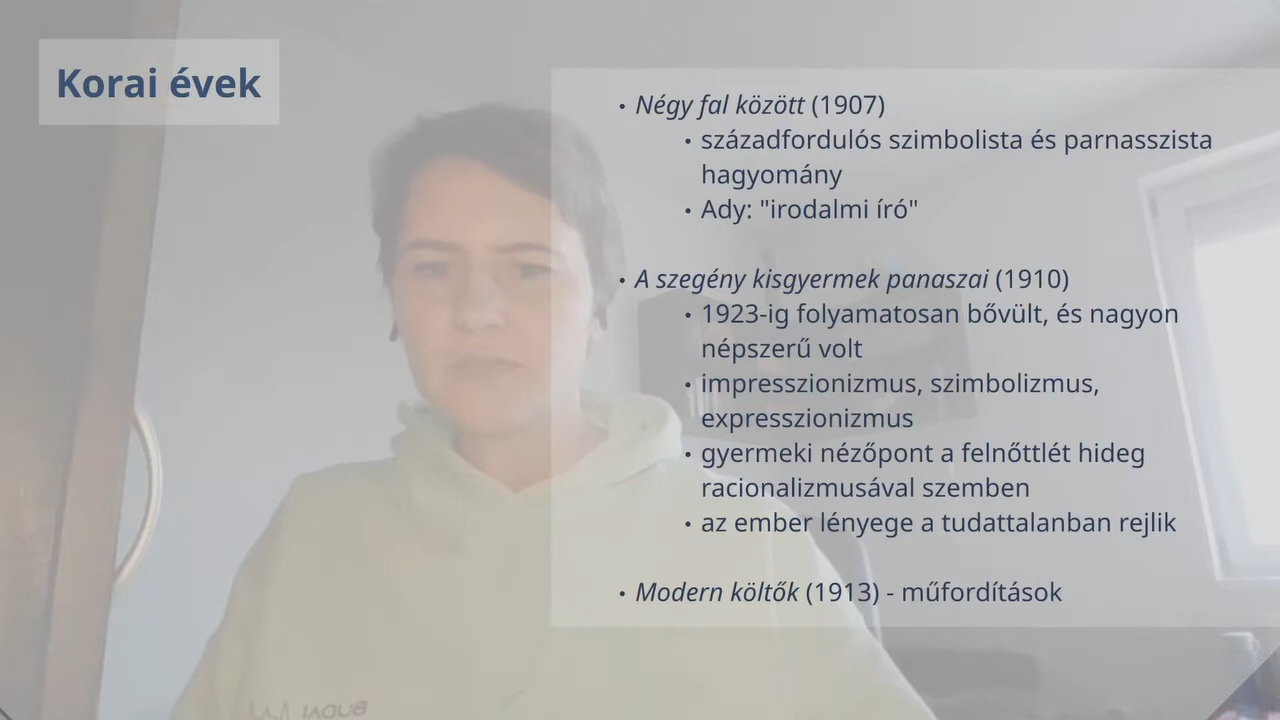 Korai évek
• Négy fal között (1907)
• századfordulós szimbolista és parnasszista
hagyomány
• Ady: "irodalmi író"
• A szegény kisgyermek panaszai (1910)
• 1923-ig folyamatosan bővült, és nagyon
népszerű volt
• impresszionizmus, szimbolizmus,
expresszionizmus
• gyermeki nézőpont a felnőttlét hideg
racionalizmusával szemben
• az ember lényege a tudattalanban rejlik
• Modern költők (1913) - műfordítások